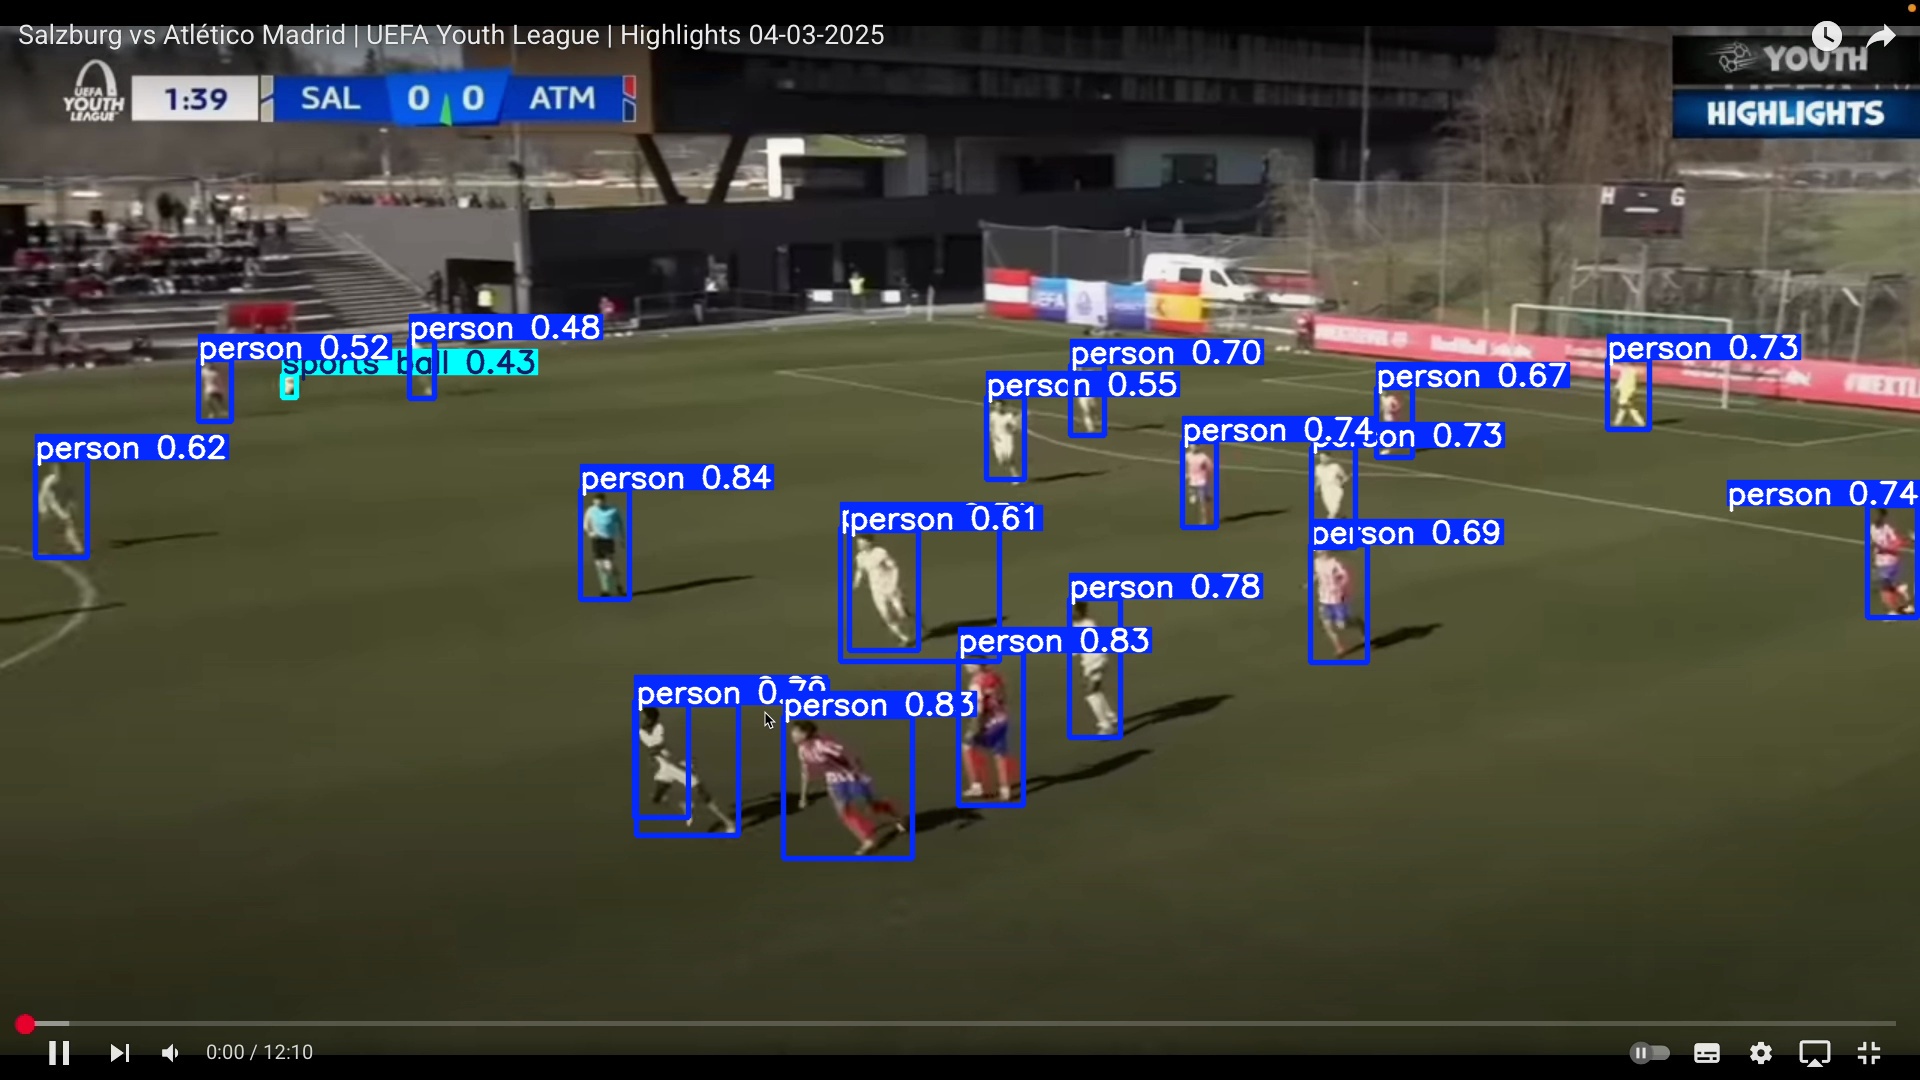 Salzburg vs Atlético Madrid | UEFA Youth League | Highlights 04-03-2025
UEFA
YOUTH
LEAGUE
1:39
SAL
0
0
ATM
YOUTH
HIGHLIGHTS
H
G
UEFA
person 0.48
person 0.52
sports ball 0.43
person 0.70
person 0.73
person 0.67
person 0.55
person 0.74
person 0.73
person 0.62
person 0.84
person 0.74
person 0.61
person 0.69
person 0.78
person 0.83
person 0.79
person 0.83
0:00 / 12:10